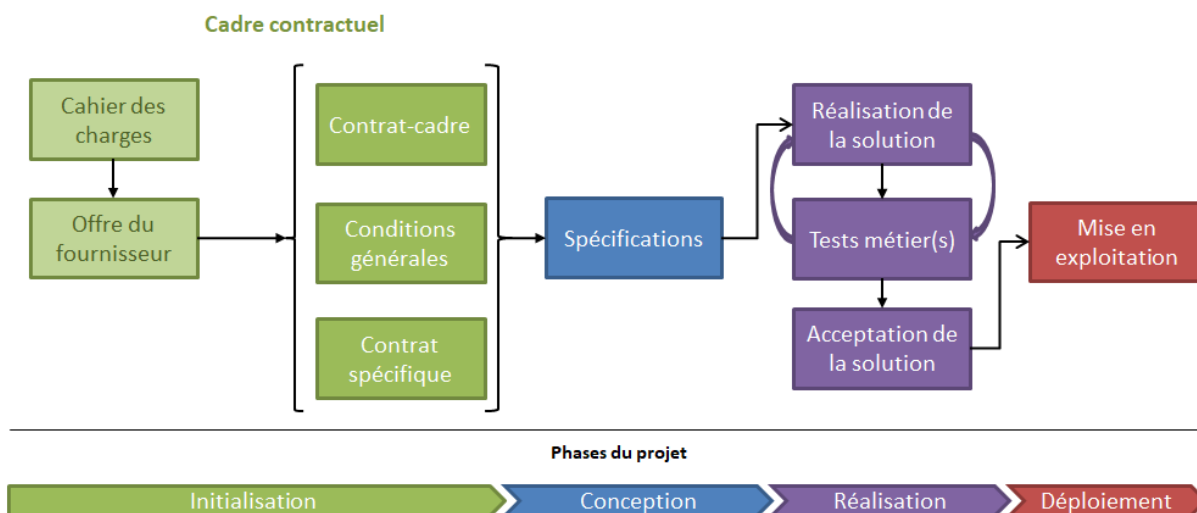 Cadre contractuel
Cahier des
charges
Offre du
fournisseur
Contrat-cadre
Conditions
générales
Contrat
spécifique
Spécifications
Réalisation de
la solution
Tests métier(s)
Acceptation de
la solution
Mise en
exploitation
Phases du projet
Initialisation
Conception
Réalisation
Déploiement